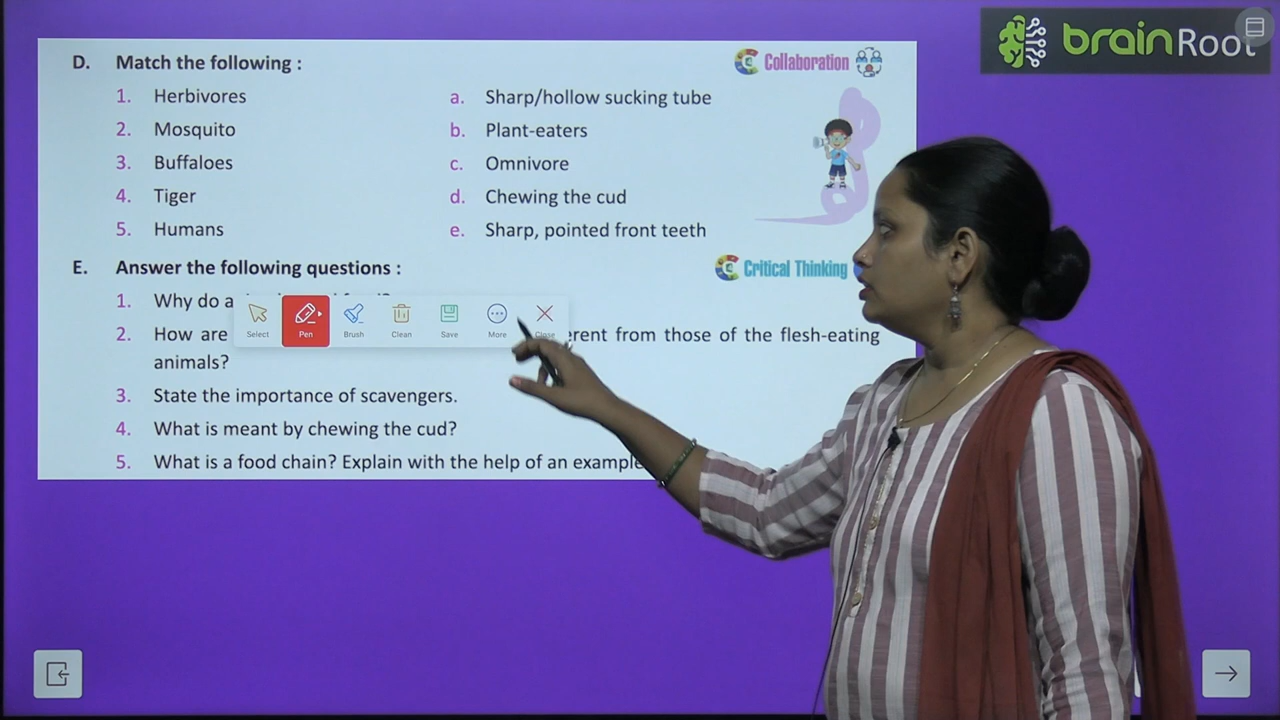 brainRoot
D. Match the following : Collaboration
1. Herbivores a. Sharp/hollow sucking tube
2. Mosquito b. Plant-eaters
3. Buffaloes c. Omnivore
4. Tiger d. Chewing the cud
5. Humans e. Sharp, pointed front teeth
E. Answer the following questions : Critical Thinking
1. Why do a
Select Pen Brush Clean Save More Close
2. How are erent from those of the flesh-eating
animals?
3. State the importance of scavengers.
4. What is meant by chewing the cud?
5. What is a food chain? Explain with the help of an example